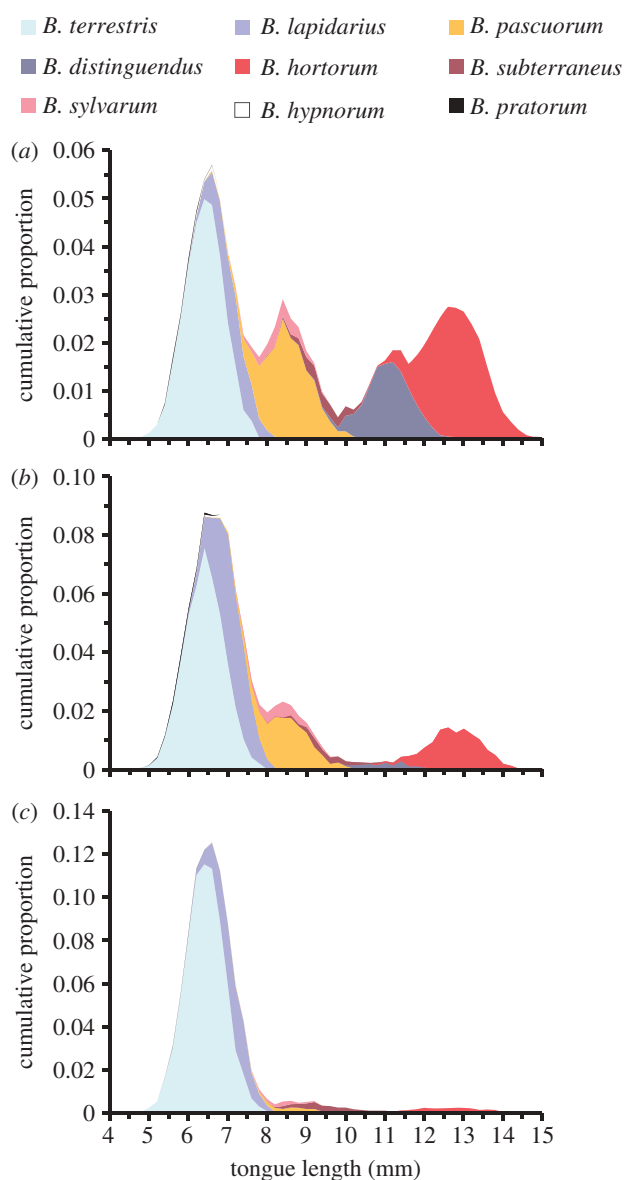 B. terrestris B. lapidarius B. pascuorum
B. distinguendus B. hortorum B. subterraneus
B. sylvarum B. hypnorum B. pratorum
(a)
0.06
0.05
0.04
0.03
0.02
0.01
0
cumulative proportion
(b)
0.10
0.08
0.06
0.04
0.02
0
cumulative proportion
(c)
0.14
0.12
0.10
0.08
0.06
0.04
0.02
0
cumulative proportion
4 5 6 7 8 9 10 11 12 13 14 15
tongue length (mm)